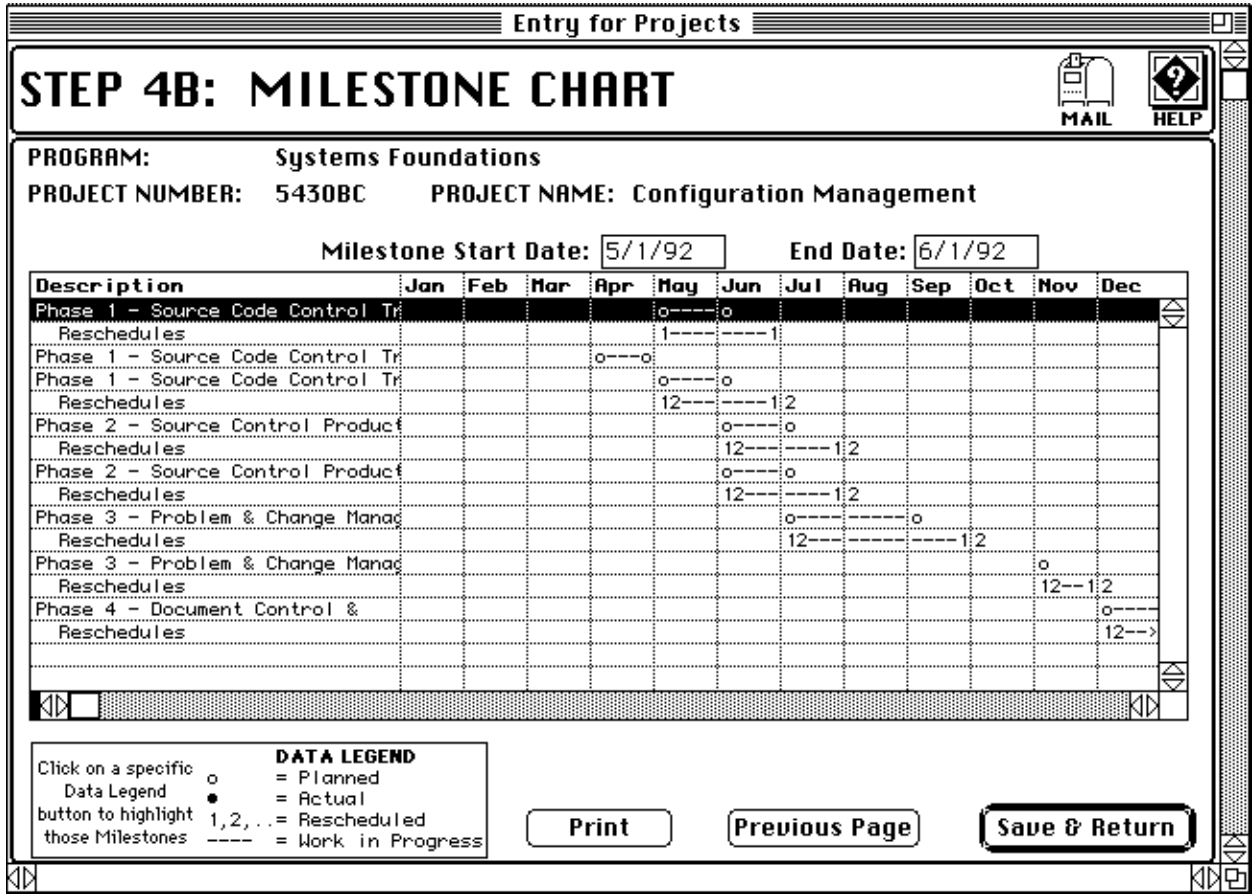 Entry for Projects
STEP 4B: MILESTONE CHART
MAIL
HELP
PROGRAM: Systems Foundations
PROJECT NUMBER: 5430BC PROJECT NAME: Configuration Management
Milestone Start Date: 5/1/92 End Date: 6/1/92
Description Jan Feb Mar Apr May Jun Jul Aug Sep Oct Nov Dec
Phase 1 - Source Code Control Tr o----o
Reschedules 1---- ----1
Phase 1 - Source Code Control Tr o---o
Phase 1 - Source Code Control Tr o----o
Reschedules 12--- ----12
Phase 2 - Source Control Product o----o
Reschedules 12--- ----12
Phase 2 - Source Control Product o----o
Reschedules 12--- ----12
Phase 3 - Problem & Change Manag o---- ----- o
Reschedules 12--- ----- ----12
Phase 3 - Problem & Change Manag o
Reschedules 12--12
Phase 4 - Document Control & o----
Reschedules 12-->
Click on a specific
Data Legend
button to highlight
those Milestones
DATA LEGEND
o = Planned
● = Actual
1,2,..= Rescheduled
---- = Work in Progress
Print
Previous Page
Save & Return